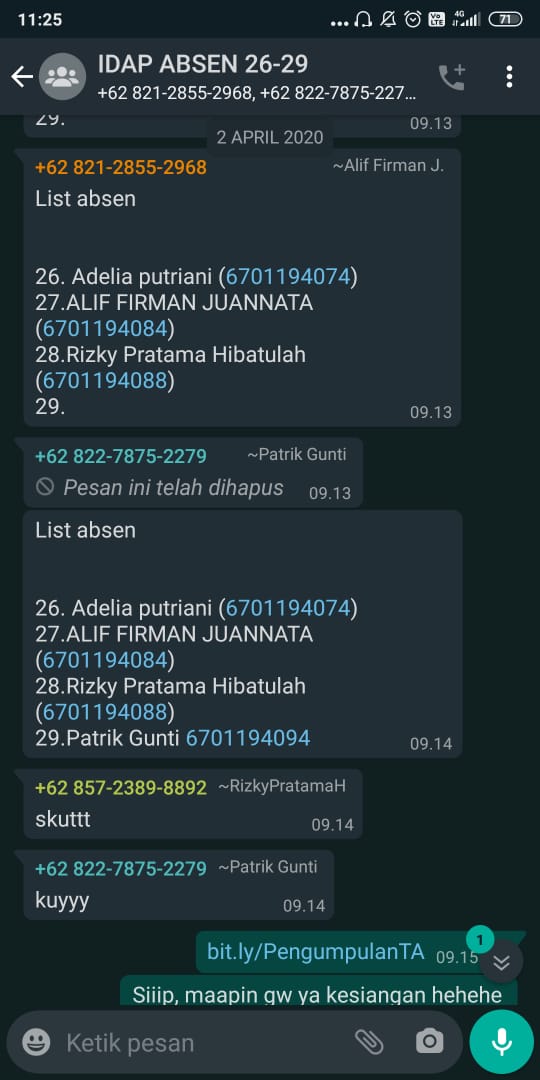 11:25
Vo LTE 4G 71
IDAP ABSEN 26-29
+62 821-2855-2968, +62 822-7875-227...
29.
09.13
2 APRIL 2020
+62 821-2855-2968 ~Alif Firman J.
List absen
26. Adelia putriani (6701194074)
27.ALIF FIRMAN JUANNATA
(6701194084)
28.Rizky Pratama Hibatulah
(6701194088)
29.
09.13
+62 822-7875-2279 ~Patrik Gunti
Pesan ini telah dihapus 09.13
List absen
26. Adelia putriani (6701194074)
27.ALIF FIRMAN JUANNATA
(6701194084)
28.Rizky Pratama Hibatulah
(6701194088)
29.Patrik Gunti 6701194094
09.14
+62 857-2389-8892 ~RizkyPratamaH
skuttt
09.14
+62 822-7875-2279 ~Patrik Gunti
kuyyy
09.14
1
bit.ly/PengumpulanTA 09.15
Siiip, maapin gw ya kesiangan hehehe
Ketik pesan